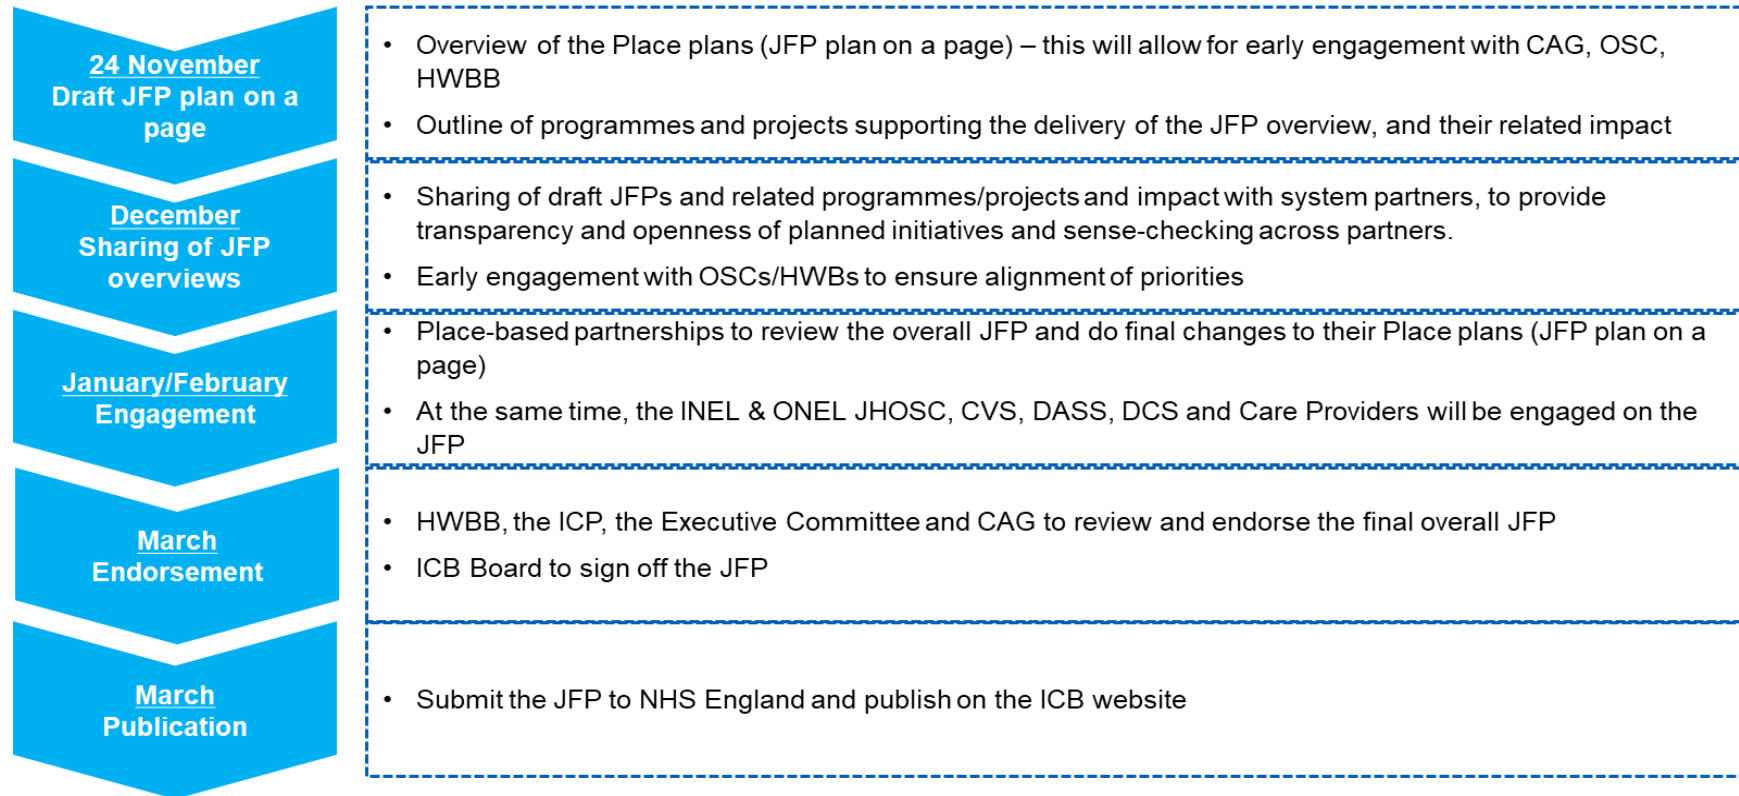 24 November
Draft JFP plan on a
page
• Overview of the Place plans (JFP plan on a page) – this will allow for early engagement with CAG, OSC,
HWBB
• Outline of programmes and projects supporting the delivery of the JFP overview, and their related impact
December
Sharing of JFP
overviews
• Sharing of draft JFPs and related programmes/projects and impact with system partners, to provide
transparency and openness of planned initiatives and sense-checking across partners.
• Early engagement with OSCs/HWBs to ensure alignment of priorities
January/February
Engagement
• Place-based partnerships to review the overall JFP and do final changes to their Place plans (JFP plan on a
page)
• At the same time, the INEL & ONEL JHOSC, CVS, DASS, DCS and Care Providers will be engaged on the
JFP
March
Endorsement
• HWBB, the ICP, the Executive Committee and CAG to review and endorse the final overall JFP
• ICB Board to sign off the JFP
March
Publication
• Submit the JFP to NHS England and publish on the ICB website